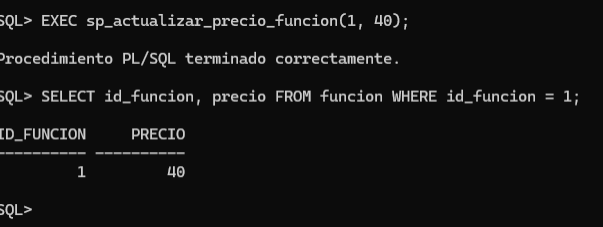 SQL> EXEC sp_actualizar_precio_funcion(1, 40);
Procedimiento PL/SQL terminado correctamente.
SQL> SELECT id_funcion, precio FROM funcion WHERE id_funcion = 1;
ID_FUNCION     PRECIO
---------- ----------
         1         40
SQL>